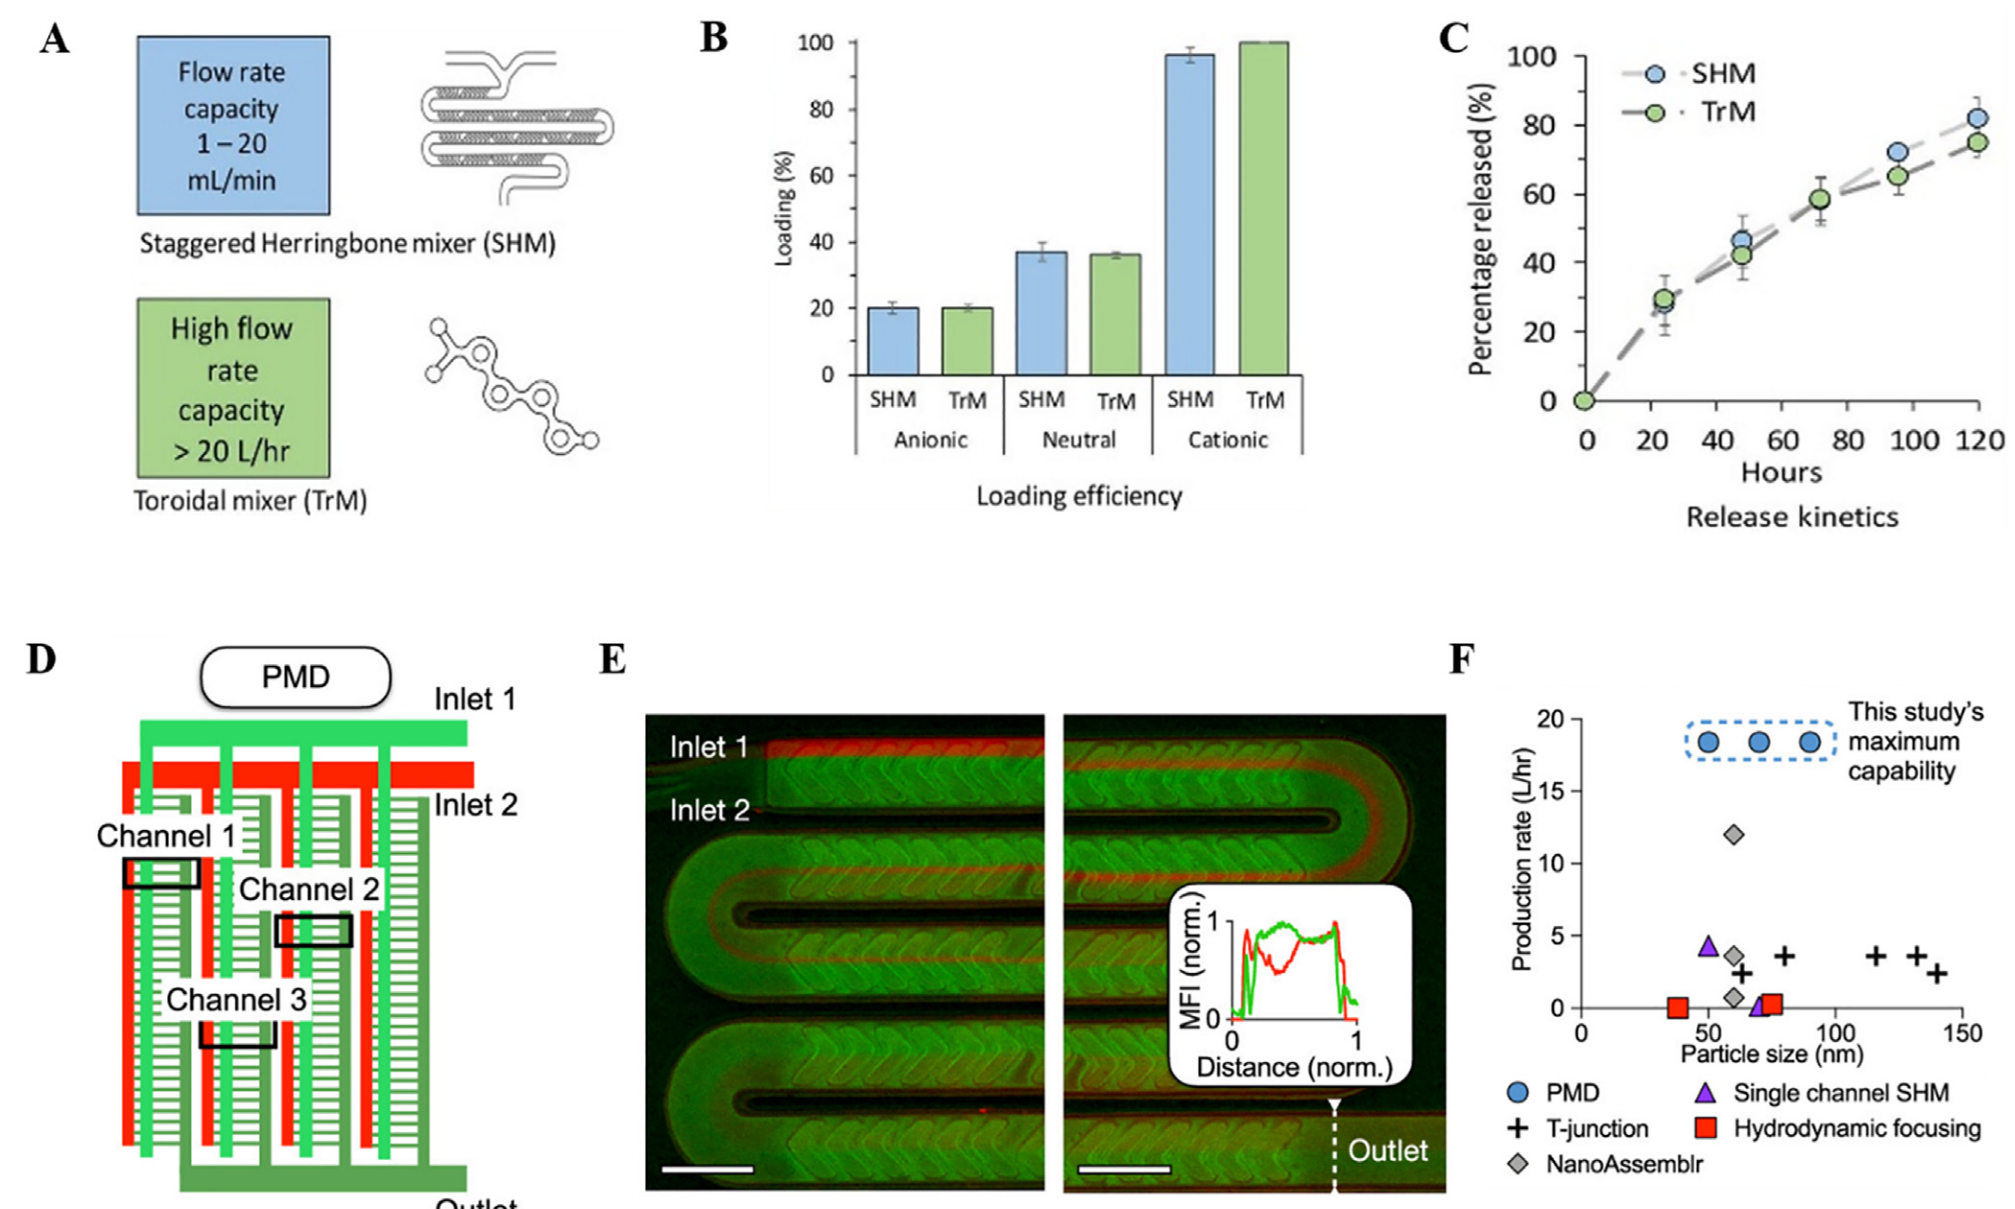 A
Flow rate
capacity
1 – 20
mL/min
Staggered Herringbone mixer (SHM)
High flow
rate
capacity
> 20 L/hr
Toroidal mixer (TrM)
B
100
80
60
40
20
0
Loading (%)
SHM TrM SHM TrM SHM TrM
Anionic Neutral Cationic
Loading efficiency
C
100
80
60
40
20
0
Percentage released (%)
SHM
TrM
0 20 40 60 80 100 120
Hours
Release kinetics
D
PMD
Inlet 1
Inlet 2
Channel 1
Channel 2
Channel 3
Outlet
E
Inlet 1
Inlet 2
MFI (norm.)
1
0
0 1
Distance (norm.)
Outlet
F
20
15
10
5
0
Production rate (L/hr)
This study's
maximum
capability
0 50 100 150
Particle size (nm)
PMD
Single channel SHM
T-junction
Hydrodynamic focusing
NanoAssemblr